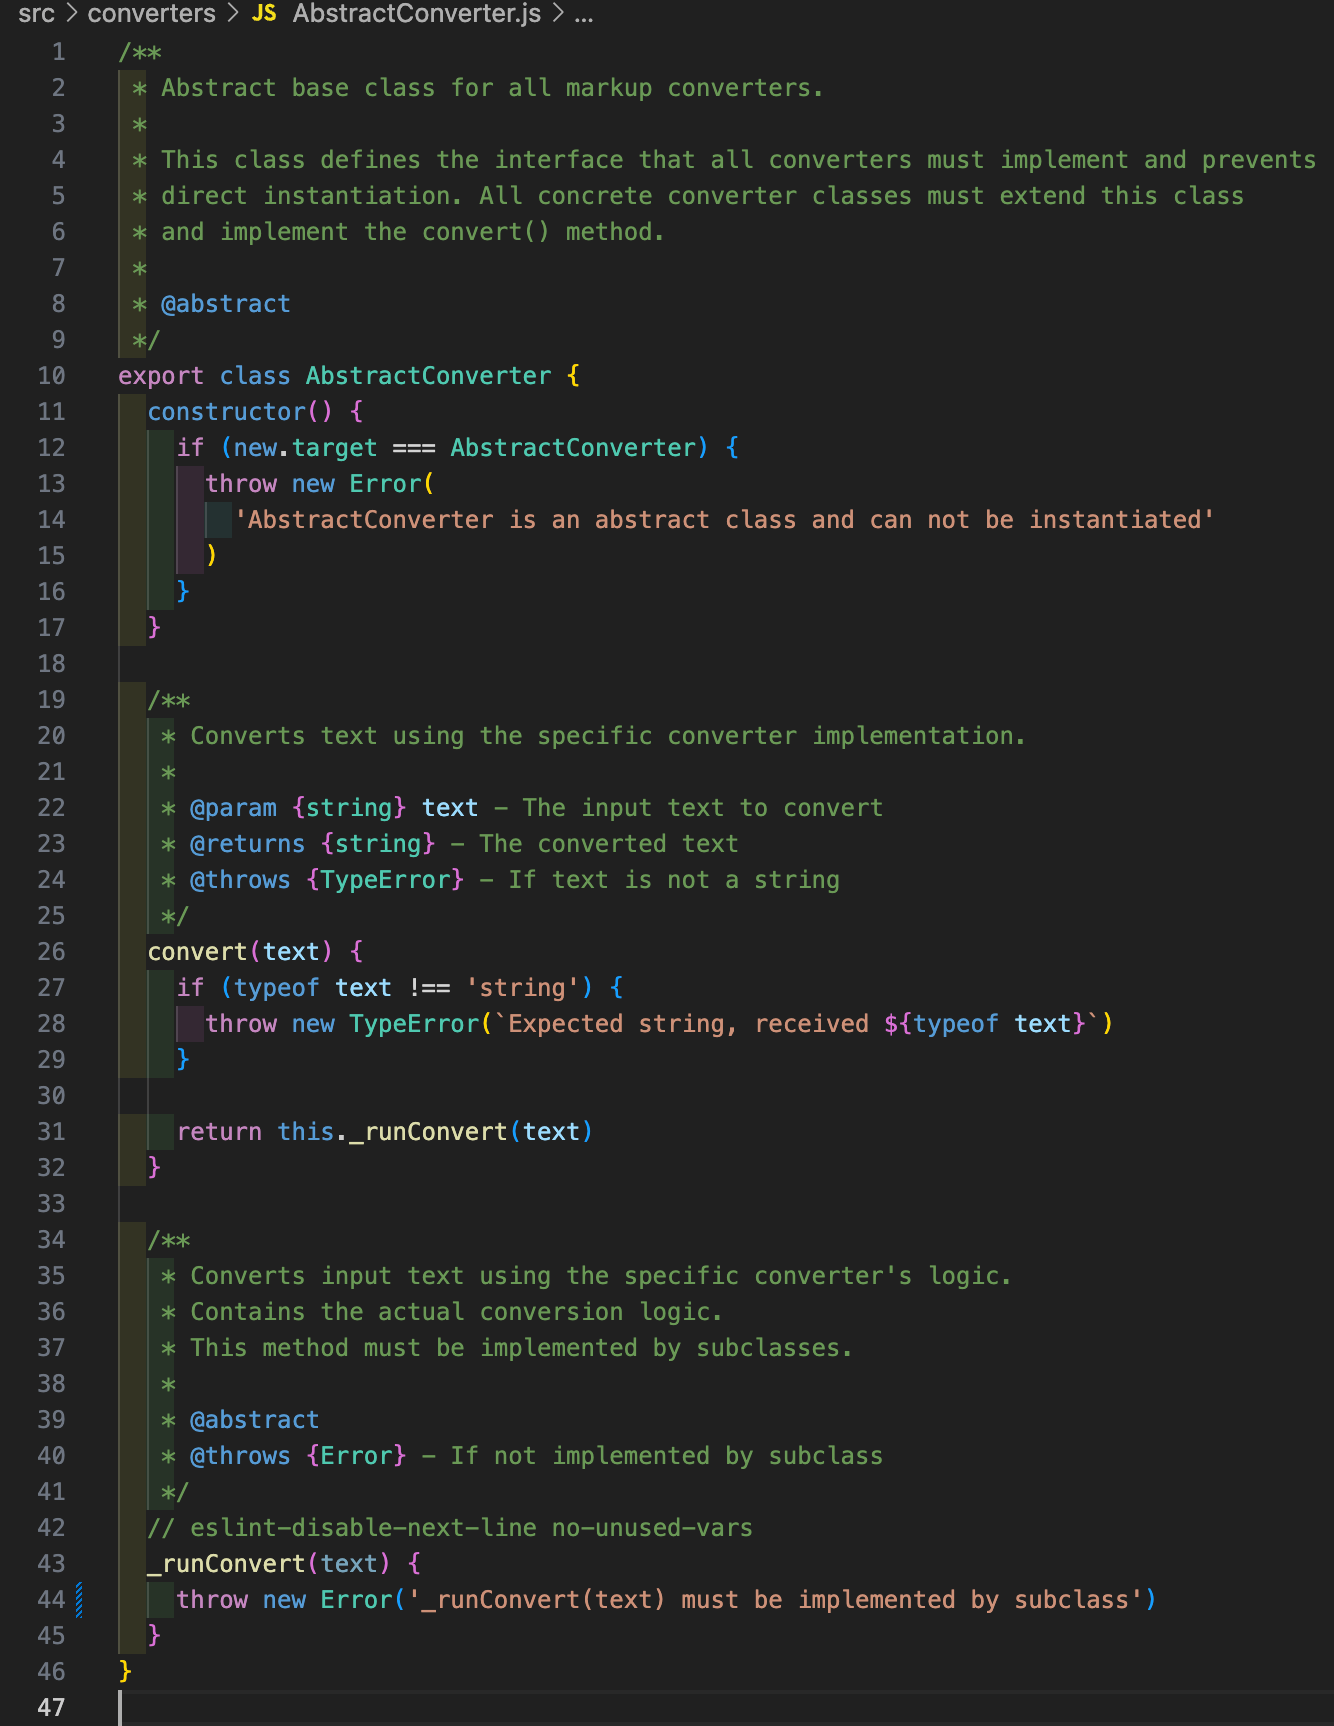 src > converters > JS AbstractConverter.js > ...
1 /**
2  * Abstract base class for all markup converters.
3  *
4  * This class defines the interface that all converters must implement and prevents
5  * direct instantiation. All concrete converter classes must extend this class
6  * and implement the convert() method.
7  *
8  * @abstract
9  */
10 export class AbstractConverter {
11   constructor() {
12     if (new.target === AbstractConverter) {
13       throw new Error(
14         'AbstractConverter is an abstract class and can not be instantiated'
15       )
16     }
17   }
18
19   /**
20    * Converts text using the specific converter implementation.
21    *
22    * @param {string} text - The input text to convert
23    * @returns {string} - The converted text
24    * @throws {TypeError} - If text is not a string
25    */
26   convert(text) {
27     if (typeof text !== 'string') {
28       throw new TypeError(`Expected string, received ${typeof text}`)
29     }
30
31     return this._runConvert(text)
32   }
33
34   /**
35    * Converts input text using the specific converter's logic.
36    * Contains the actual conversion logic.
37    * This method must be implemented by subclasses.
38    *
39    * @abstract
40    * @throws {Error} - If not implemented by subclass
41    */
42   // eslint-disable-next-line no-unused-vars
43   _runConvert(text) {
44     throw new Error('_runConvert(text) must be implemented by subclass')
45   }
46 }
47